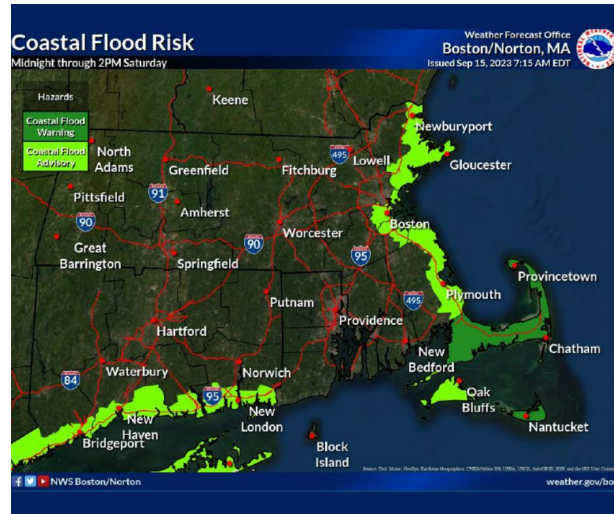 Coastal Flood Risk
Midnight through 2PM Saturday
Weather Forecast Office
Boston/Norton, MA
Issued Sep 15, 2023 7:15 AM EDT
Hazards
Coastal Flood
Warning
Coastal Flood
Advisory
Keene
Newburyport
North
Adams
Greenfield
Fitchburg
495
Lowell
Gloucester
Pittsfield
91
Amherst
90
Boston
Worcester
90
95
Great
Barrington
Springfield
Provincetown
Plymouth
495
Putnam
Hartford
Providence
Chatham
New
Bedford
Waterbury
Norwich
84
95
Oak
Bluffs
New
Haven
New
London
Nantucket
Bridgeport
Block
Island
NWS Boston/Norton
weather.gov/bo